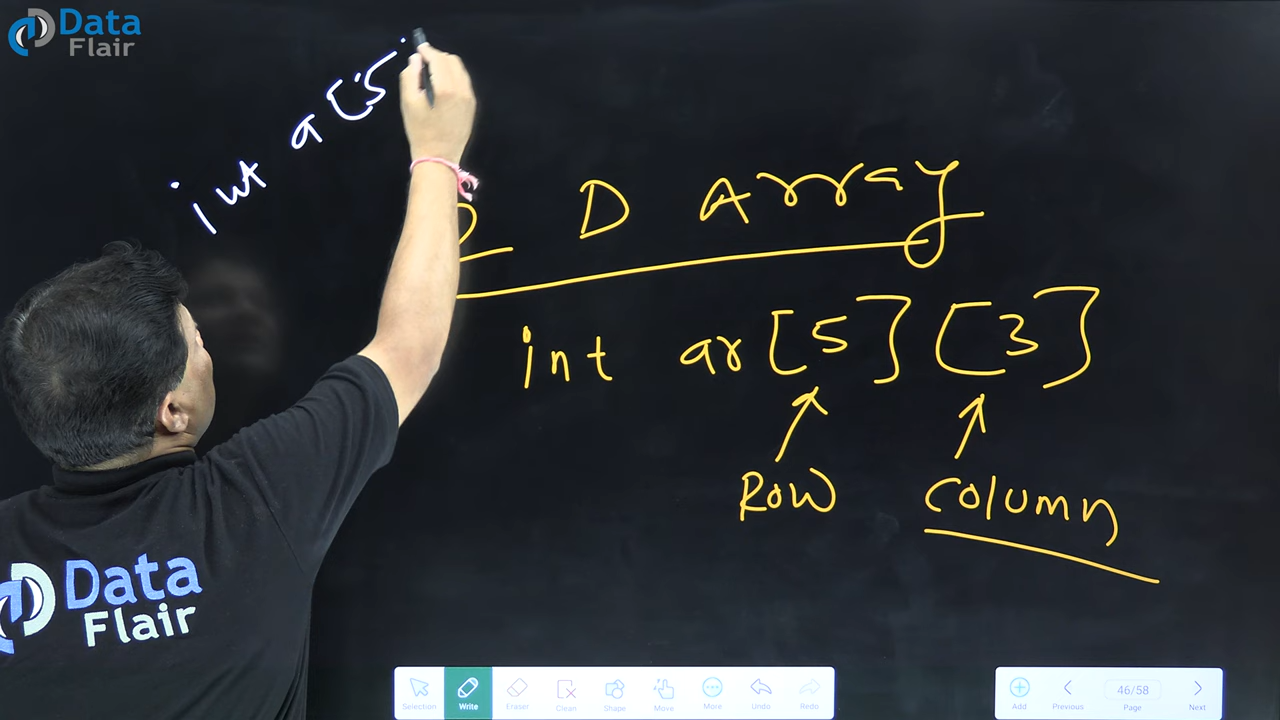 Data
Flair
int a[5
2 D Array
int ar[5][3]
Row column
Data
Flair
Selection Write Eraser Clean Shape Move More Undo Redo
Add Previous 46/58 Page Next